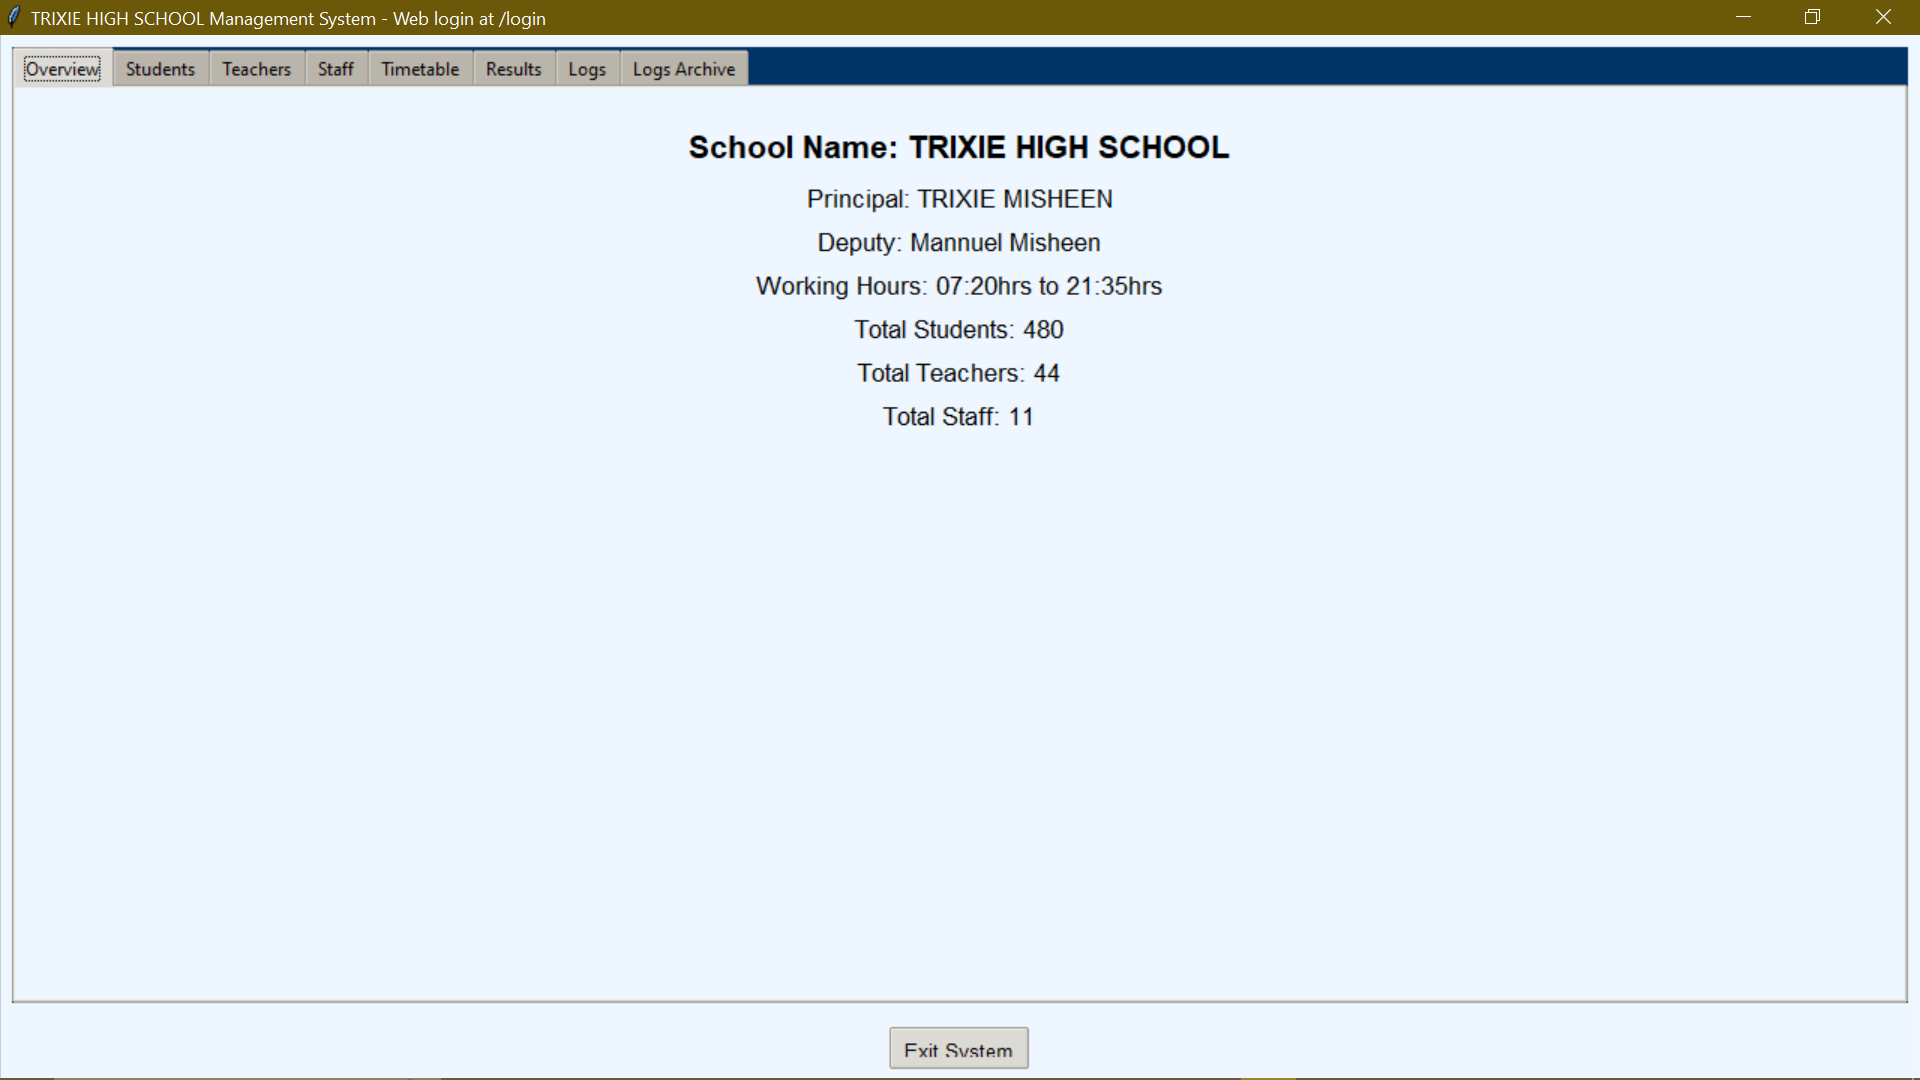 TRIXIE HIGH SCHOOL Management System - Web login at /login
Overview Students Teachers Staff Timetable Results Logs Logs Archive
School Name: TRIXIE HIGH SCHOOL
Principal: TRIXIE MISHEEN
Deputy: Mannuel Misheen
Working Hours: 07:20hrs to 21:35hrs
Total Students: 480
Total Teachers: 44
Total Staff: 11
Exit System